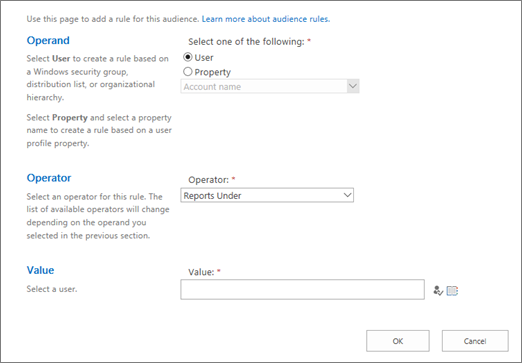 Use this page to add a rule for this audience. Learn more about audience rules.
Operand
Select one of the following: *
Select User to create a rule based on
a Windows security group,
distribution list, or organizational
hierarchy.
Select Property and select a property
name to create a rule based on a user
profile property.
User
Property
Account name
Operator
Operator: *
Select an operator for this rule. The
list of available operators will change
depending on the operand you
selected in the previous section.
Reports Under
Value
Value: *
Select a user.
OK
Cancel